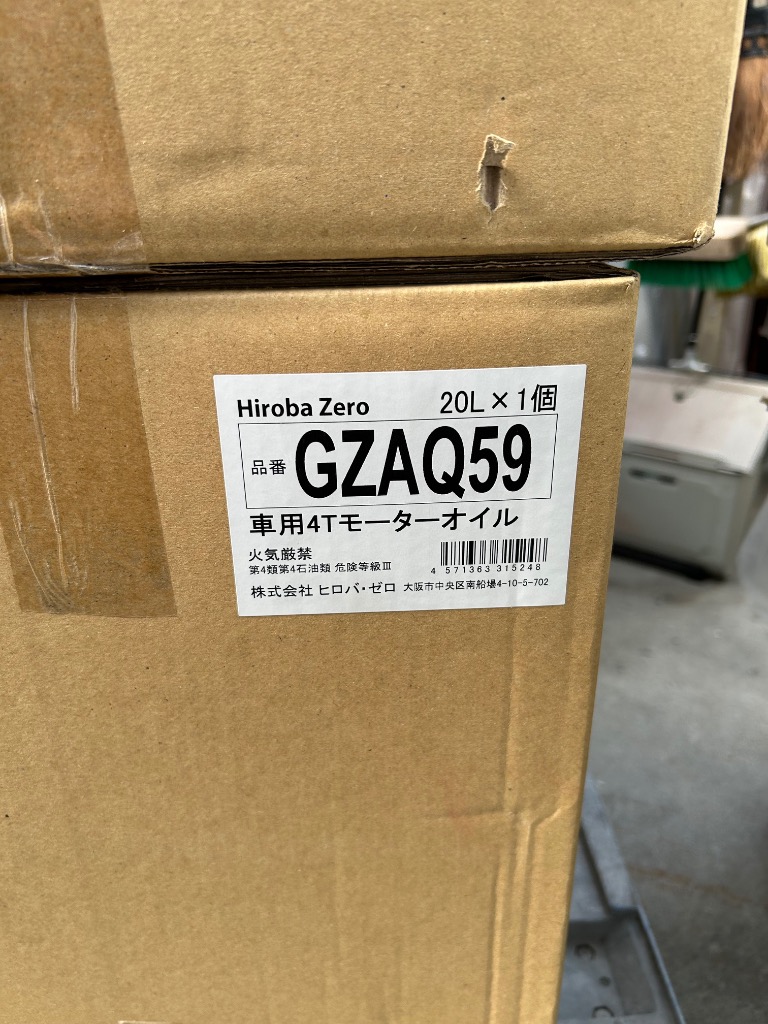 Hiroba Zero 20L×1個
品番 GZAQ59
車用4Tモーターオイル
火気厳禁
第4類第4石油類 危険等級Ⅲ
4 571363 315248
株式会社 ヒロバ・ゼロ 大阪市中央区南船場4-10-5-702